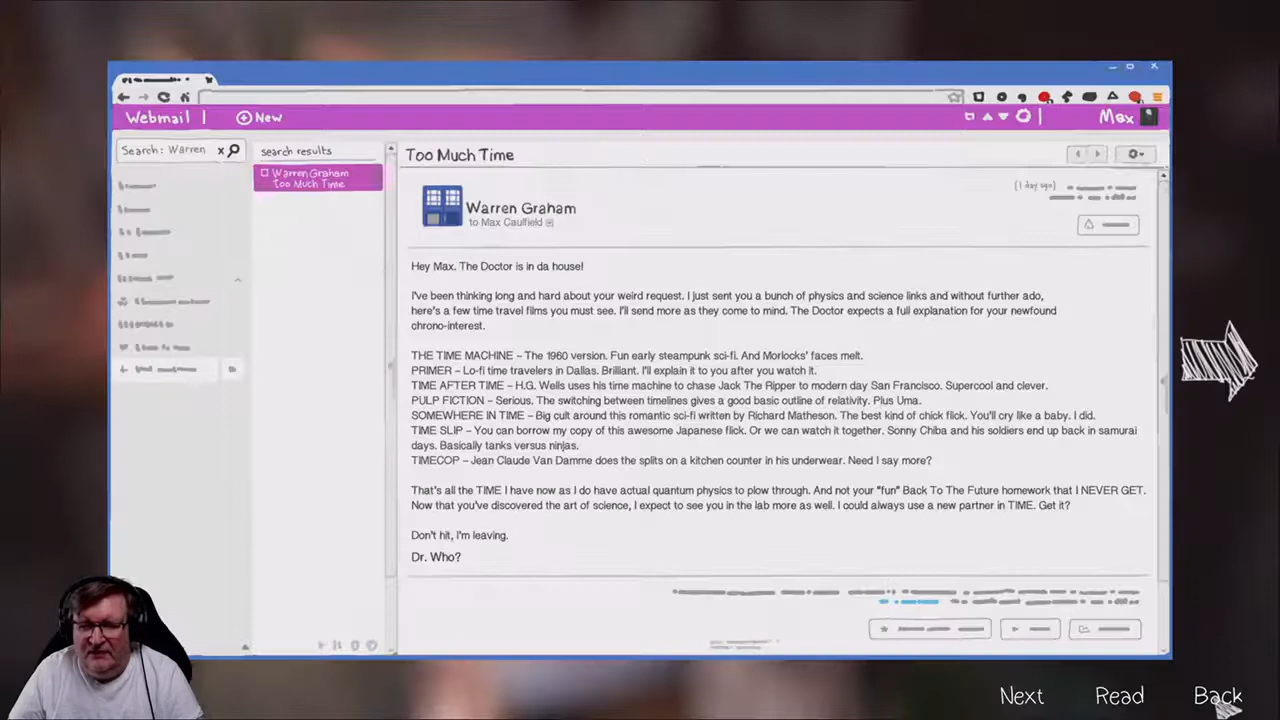 Webmail |
New
Max
Search: Warren x
search results
Warren Graham
Too Much Time
Too Much Time
Warren Graham
to Max Caulfield
(1 day ago)
Hey Max. The Doctor is in da house!
I've been thinking long and hard about your weird request. I just sent you a bunch of physics and science links and without further ado,
here's a few time travel films you must see. I'll send more as they come to mind. The Doctor expects a full explanation for your newfound
chrono-interest.
THE TIME MACHINE – The 1960 version. Fun early steampunk sci-fi. And Morlocks' faces melt.
PRIMER – Lo-fi time travelers in Dallas. Brilliant. I'll explain it to you after you watch it.
TIME AFTER TIME – H.G. Wells uses his time machine to chase Jack The Ripper to modern day San Francisco. Supercool and clever.
PULP FICTION – Serious. The switching between timelines gives a good basic outline of relativity. Plus Uma.
SOMEWHERE IN TIME – Big cult around this romantic sci-fi written by Richard Matheson. The best kind of chick flick. You'll cry like a baby. I did.
TIME SLIP – You can borrow my copy of this awesome Japanese flick. Or we can watch it together. Sonny Chiba and his soldiers end up back in samurai
days. Basically tanks versus ninjas.
TIMECOP – Jean Claude Van Damme does the splits on a kitchen counter in his underwear. Need I say more?
That's all the TIME I have now as I do have actual quantum physics to plow through. And not your "fun" Back To The Future homework that I NEVER GET.
Now that you've discovered the art of science, I expect to see you in the lab more as well. I could always use a new partner in TIME. Get it?
Don't hit, I'm leaving.
Dr. Who?
Next Read Back